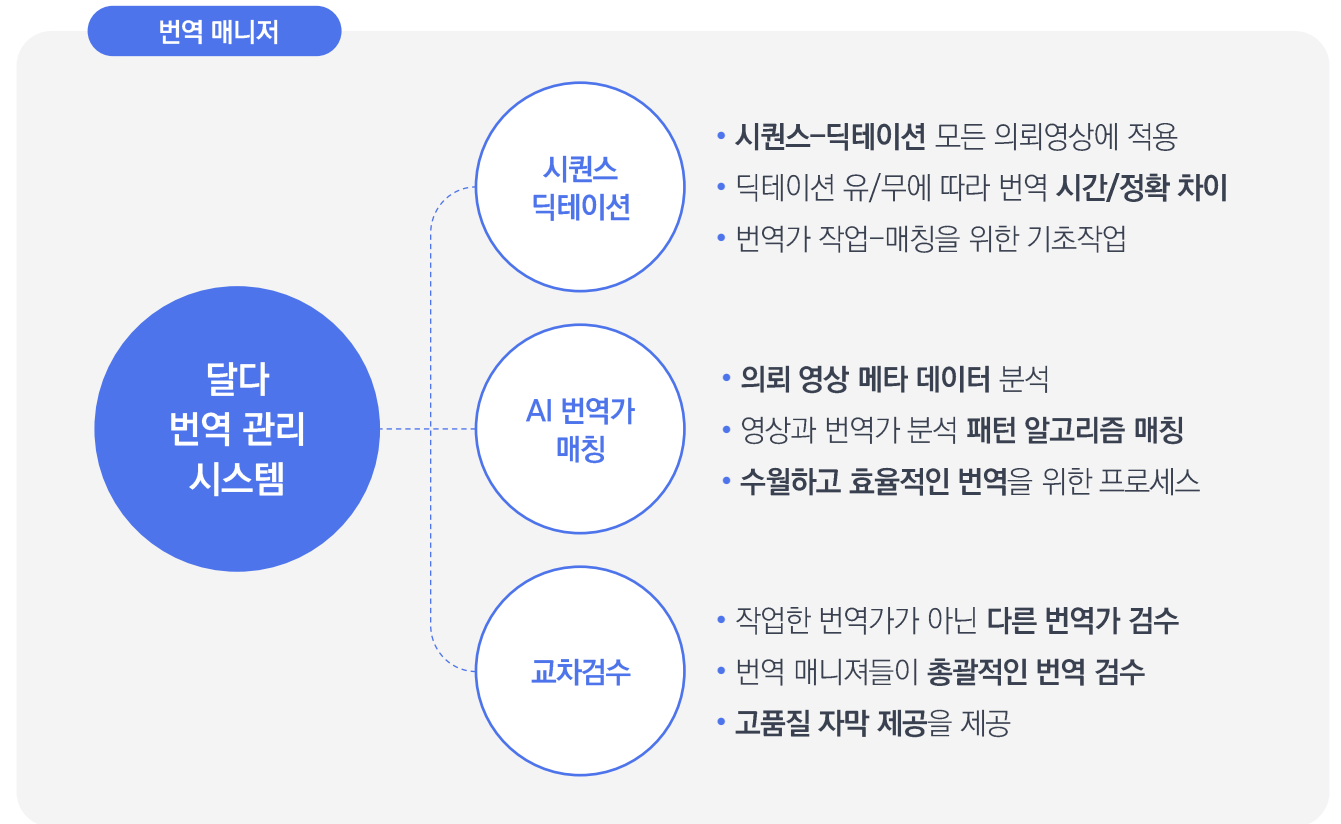 번역 매니저
달다
번역 관리
시스템
시퀀스
딕테이션
• 시퀀스-딕테이션 모든 의뢰영상에 적용
• 딕테이션 유/무에 따라 번역 시간/정확 차이
• 번역가 작업-매칭을 위한 기초작업
AI 번역가
매칭
• 의뢰 영상 메타 데이터 분석
• 영상과 번역가 분석 패턴 알고리즘 매칭
• 수월하고 효율적인 번역을 위한 프로세스
교차검수
• 작업한 번역가가 아닌 다른 번역가 검수
• 번역 매니져들이 총괄적인 번역 검수
• 고품질 자막 제공을 제공